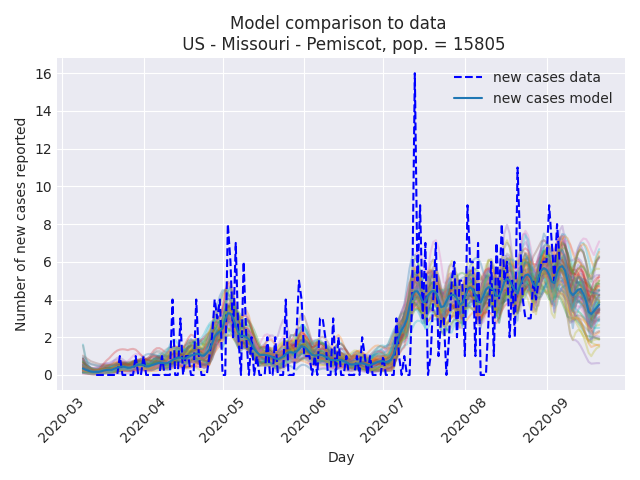 Model comparison to data
US - Missouri - Pemiscot, pop. = 15805
new cases data
new cases model
Number of new cases reported
16
14
12
10
8
6
4
2
0
2020-03
2020-04
2020-05
2020-06
2020-07
2020-08
2020-09
Day